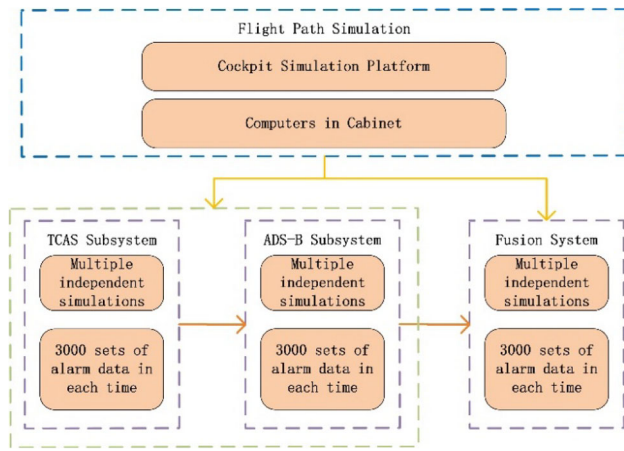 Flight Path Simulation
Cockpit Simulation Platform
Computers in Cabinet
TCAS Subsystem
Multiple
independent
simulations
3000 sets of
alarm data in
each time
ADS-B Subsystem
Multiple
independent
simulations
3000 sets of
alarm data in
each time
Fusion System
Multiple
independent
simulations
3000 sets of
alarm data in
each time